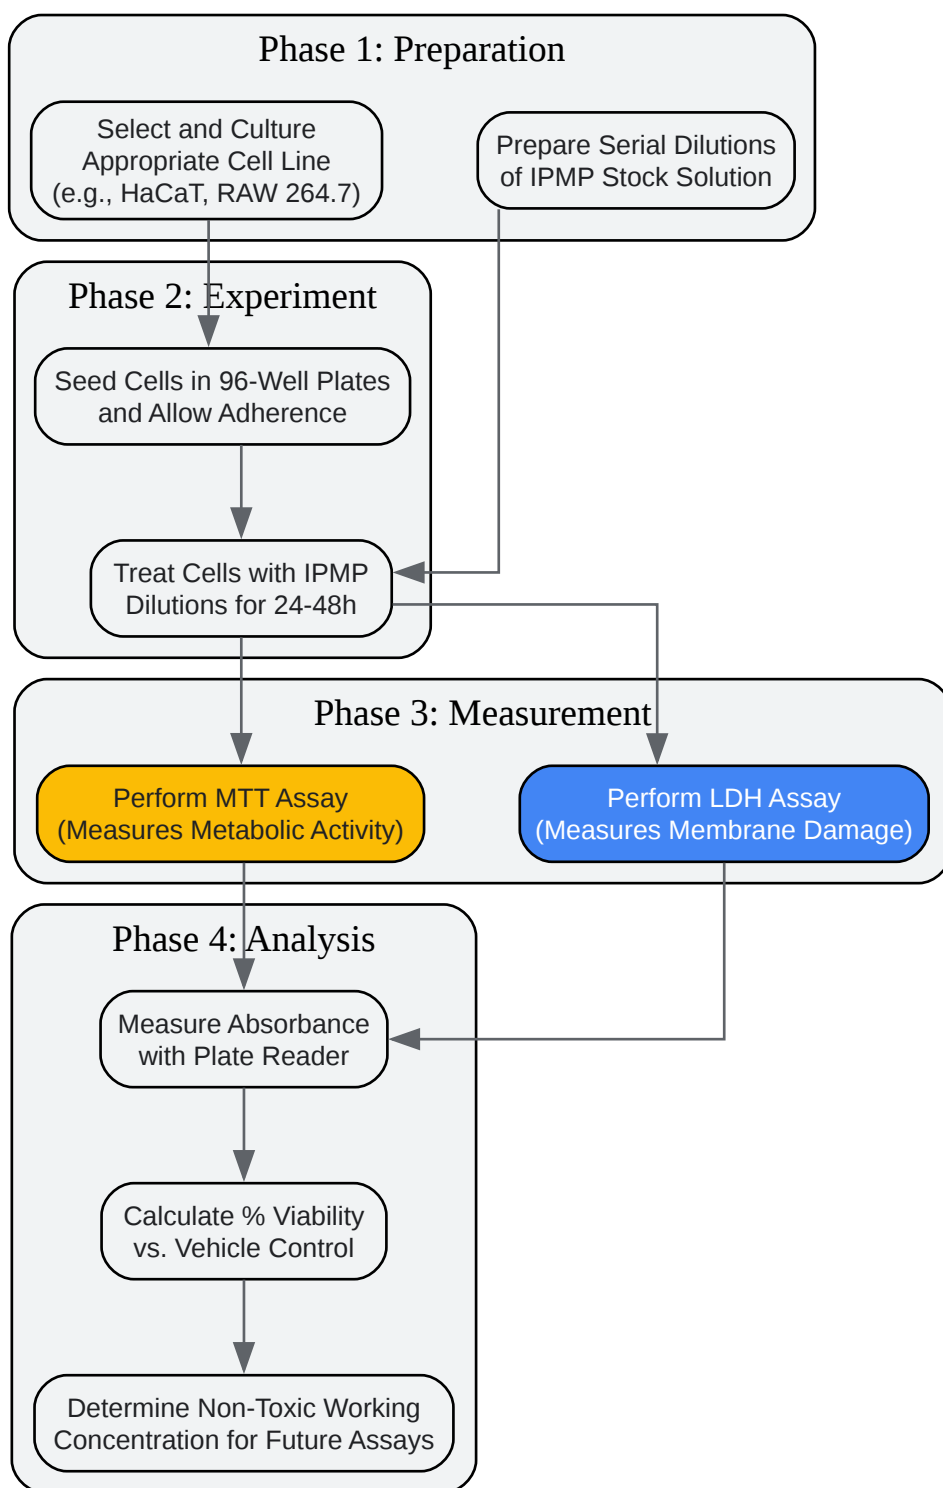 Phase 1: Preparation
Select and Culture
Appropriate Cell Line
(e.g., HaCaT, RAW 264.7)
Prepare Serial Dilutions
of IPMP Stock Solution
Phase 2: Experiment
Seed Cells in 96-Well Plates
and Allow Adherence
Treat Cells with IPMP
Dilutions for 24-48h
Phase 3: Measurement
Perform MTT Assay
(Measures Metabolic Activity)
Perform LDH Assay
(Measures Membrane Damage)
Phase 4: Analysis
Measure Absorbance
with Plate Reader
Calculate % Viability
vs. Vehicle Control
Determine Non-Toxic Working
Concentration for Future Assays